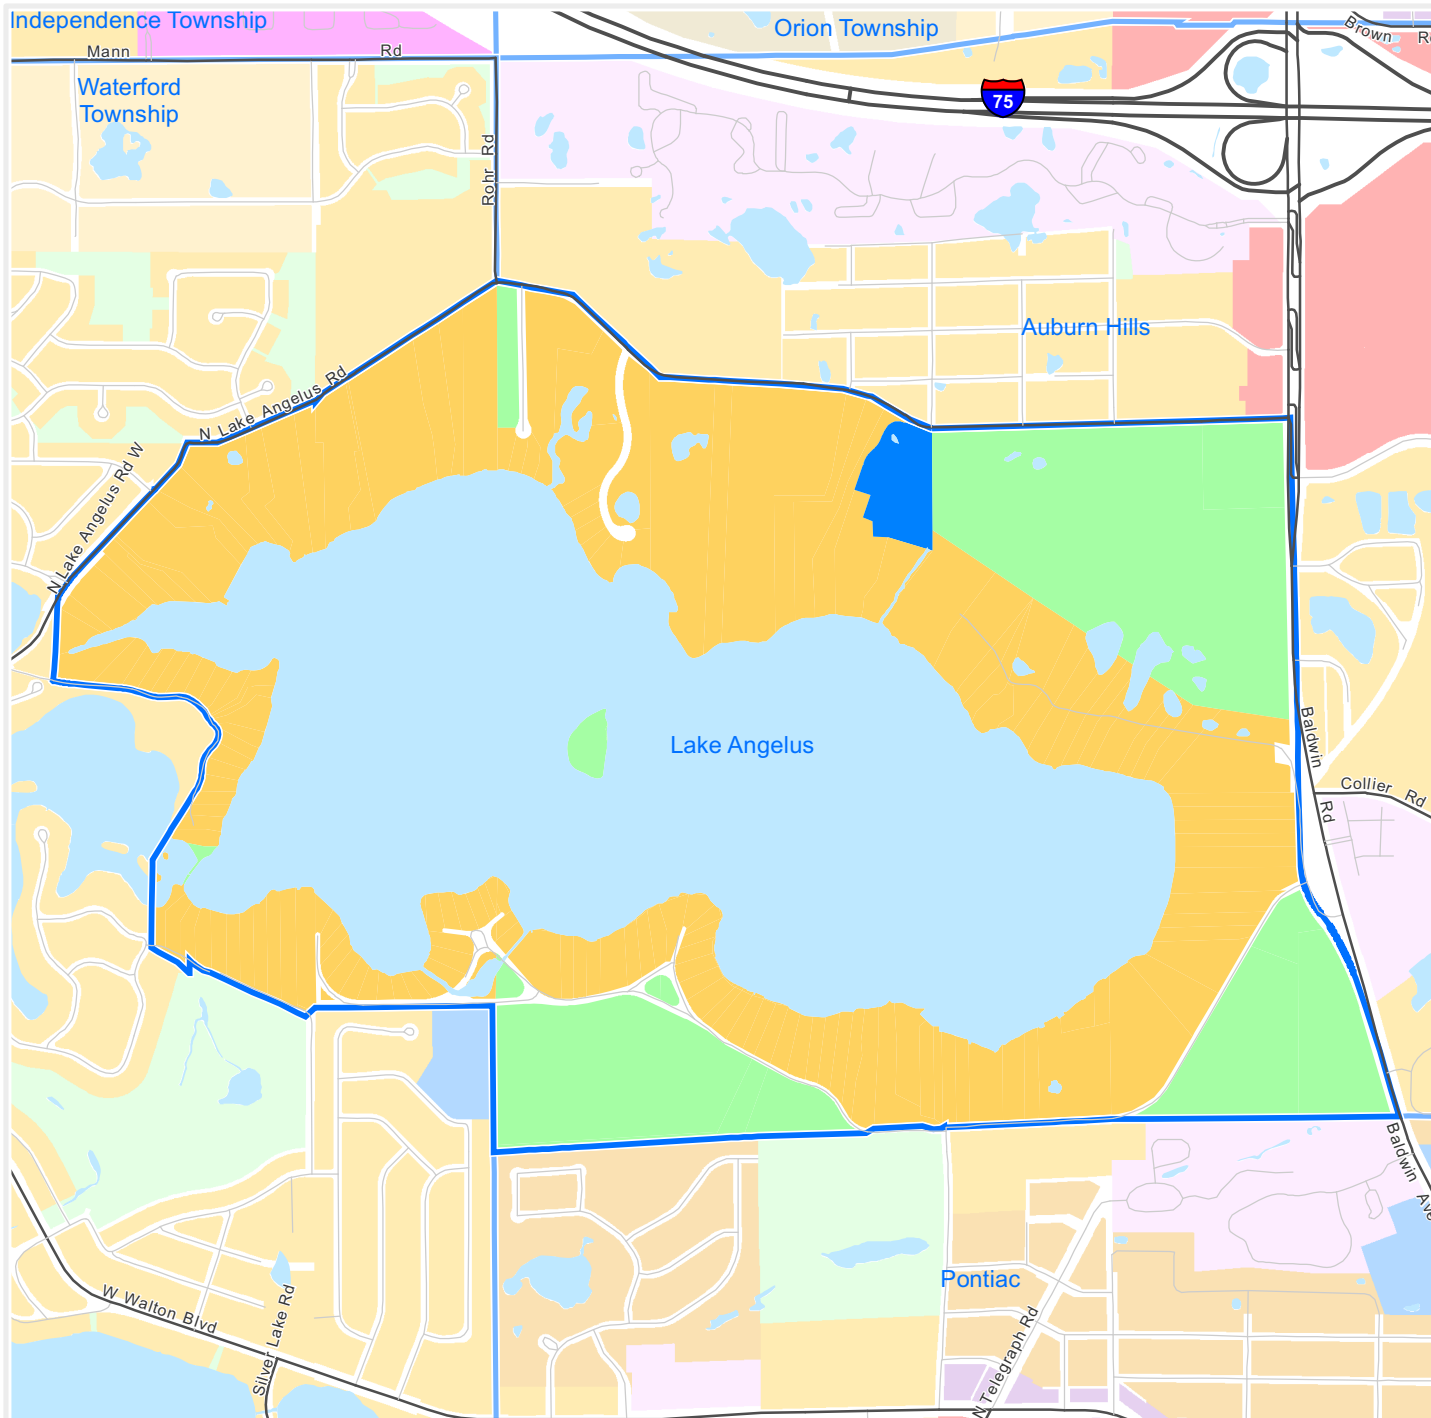 Independence Township
Orion Township
Brown R
Mann Rd
Waterford
Township
75
Rohr Rd
Auburn Hills
N Lake Angelus Rd
N Lake Angelus Rd W
Lake Angelus
Baldwin Rd
Collier Rd
Baldwin Ave
Pontiac
W Walton Blvd
Silver Lake Rd
N Telegraph Rd